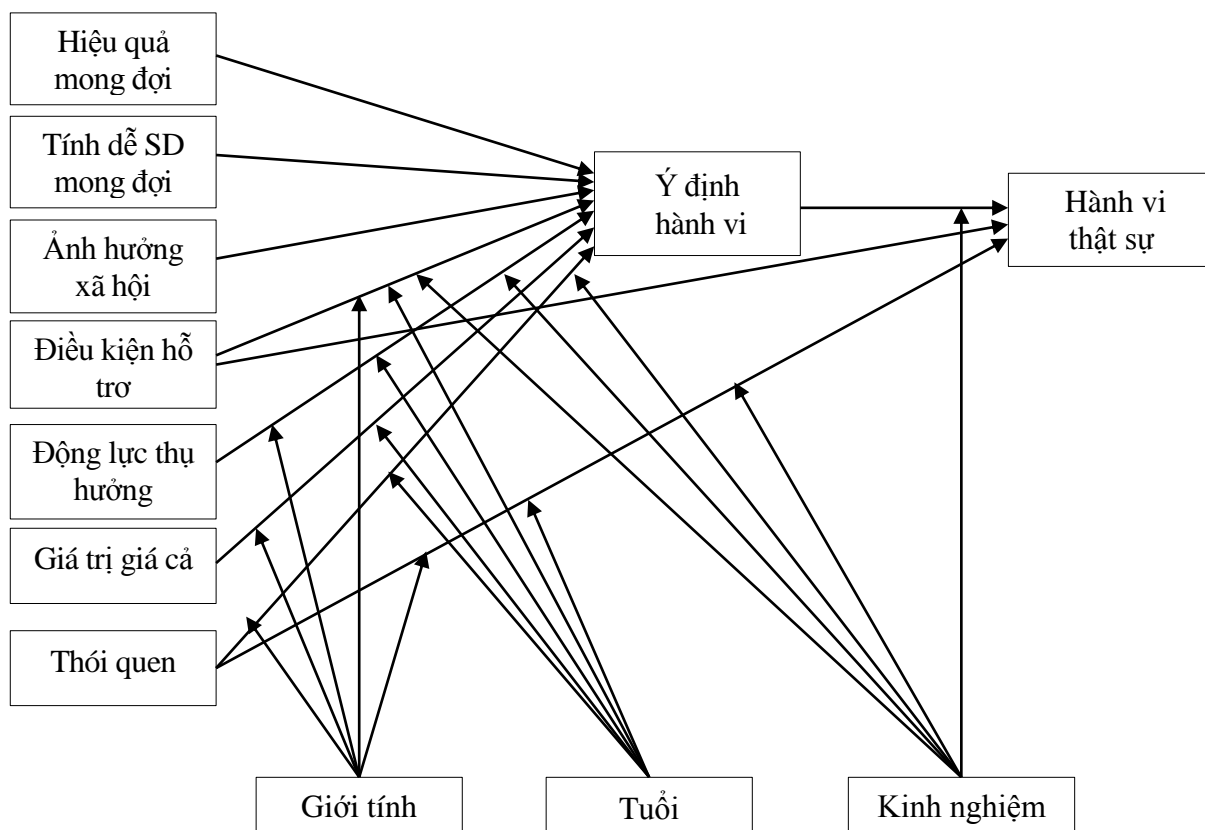 Hiệu quả
mong đợi
Tính dễ SD
mong đợi
Ảnh hưởng
xã hội
Điều kiện hỗ
trơ
Động lực thụ
hưởng
Giá trị giá cả
Thói quen
Ý định
hành vi
Hành vi
thật sự
Giới tính
Tuổi
Kinh nghiệm